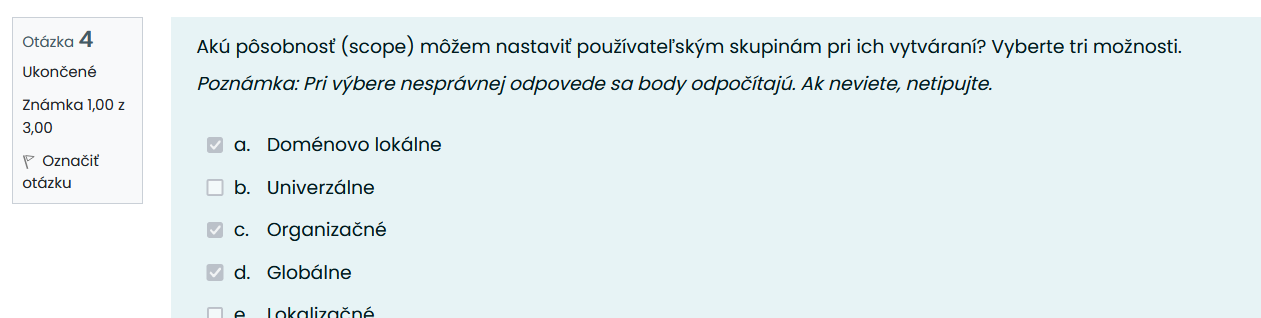 Otázka 4
Ukončené
Známka 1,00 z
3,00
Označiť
otázku
Akú pôsobnosť (scope) môžem nastaviť používateľským skupinám pri ich vytváraní? Vyberte tri možnosti.
Poznámka: Pri výbere nesprávnej odpovede sa body odpočítajú. Ak neviete, netipujte.
a. Doménovo lokálne
b. Univerzálne
c. Organizačné
d. Globálne
e. Lokalizačné